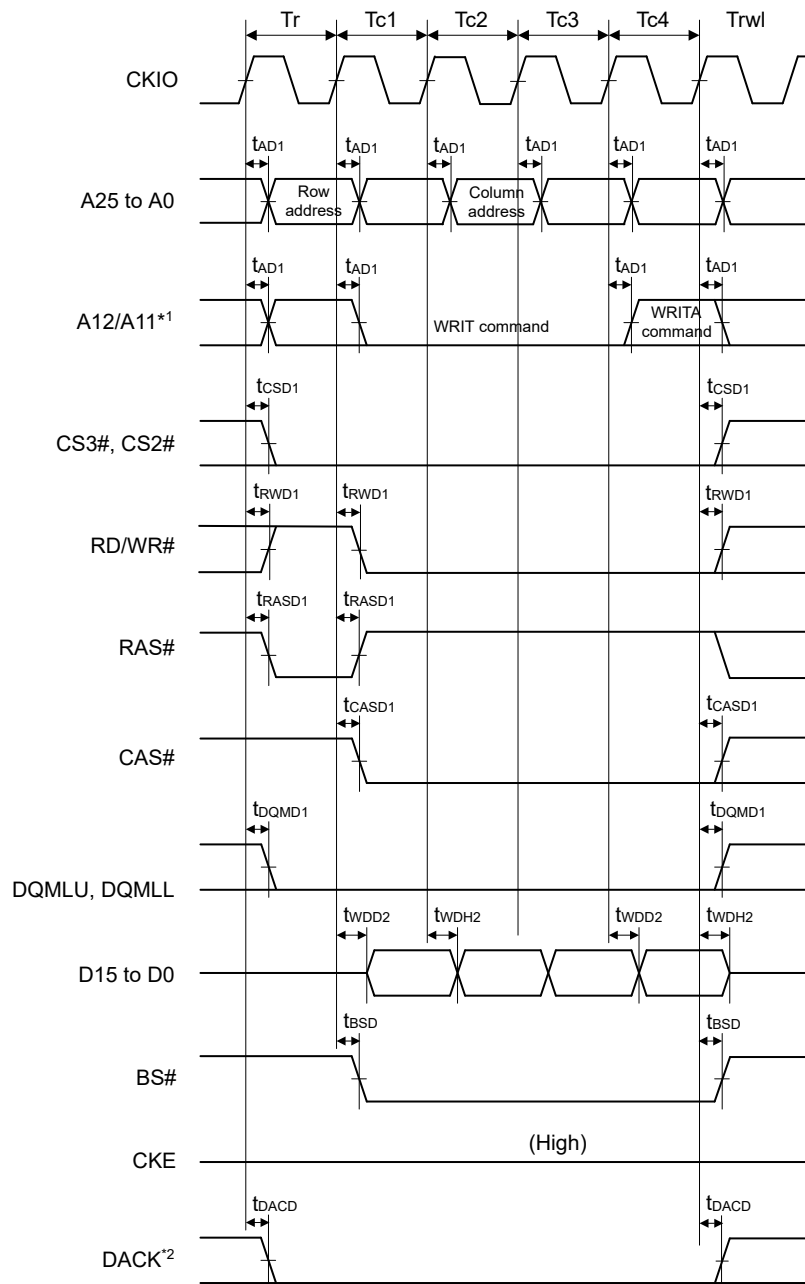 Tr Tc1 Tc2 Tc3 Tc4 Trwl
CKIO
tAD1 tAD1 tAD1 tAD1 tAD1 tAD1
A25 to A0
Row
address
Column
address
tAD1 tAD1 tAD1 tAD1
A12/A11*1
WRIT command
WRITA
command
tCSD1 tCSD1
CS3#, CS2#
tRWD1 tRWD1 tRWD1
RD/WR#
tRASD1 tRASD1
RAS#
tCASD1 tCASD1
CAS#
tDQMD1 tDQMD1
DQMLU, DQMLL
tWDD2 tWDH2 tWDD2 tWDH2
D15 to D0
tBSD tBSD
BS#
(High)
CKE
tDACD tDACD
DACK*2